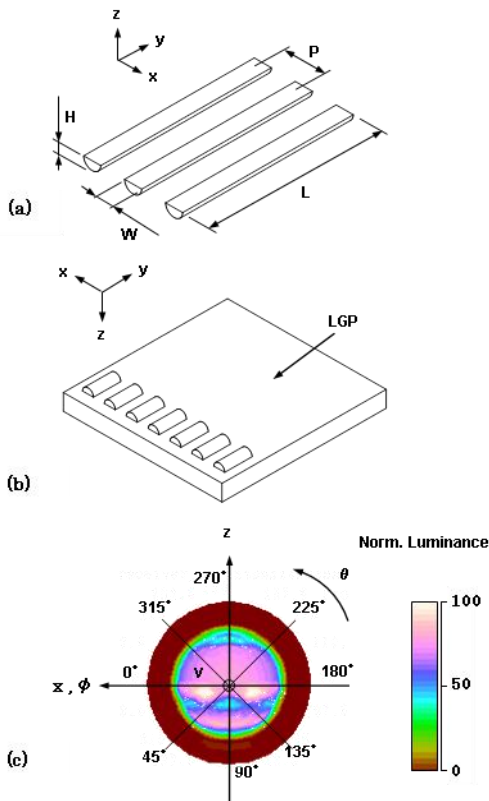 z
y
x
P
H
L
W
(a)
x
y
z
LGP
(b)
z
Norm. Luminance
θ
270°
315°
225°
100
0°
V
180°
x , ϕ
50
45°
135°
90°
0
(c)